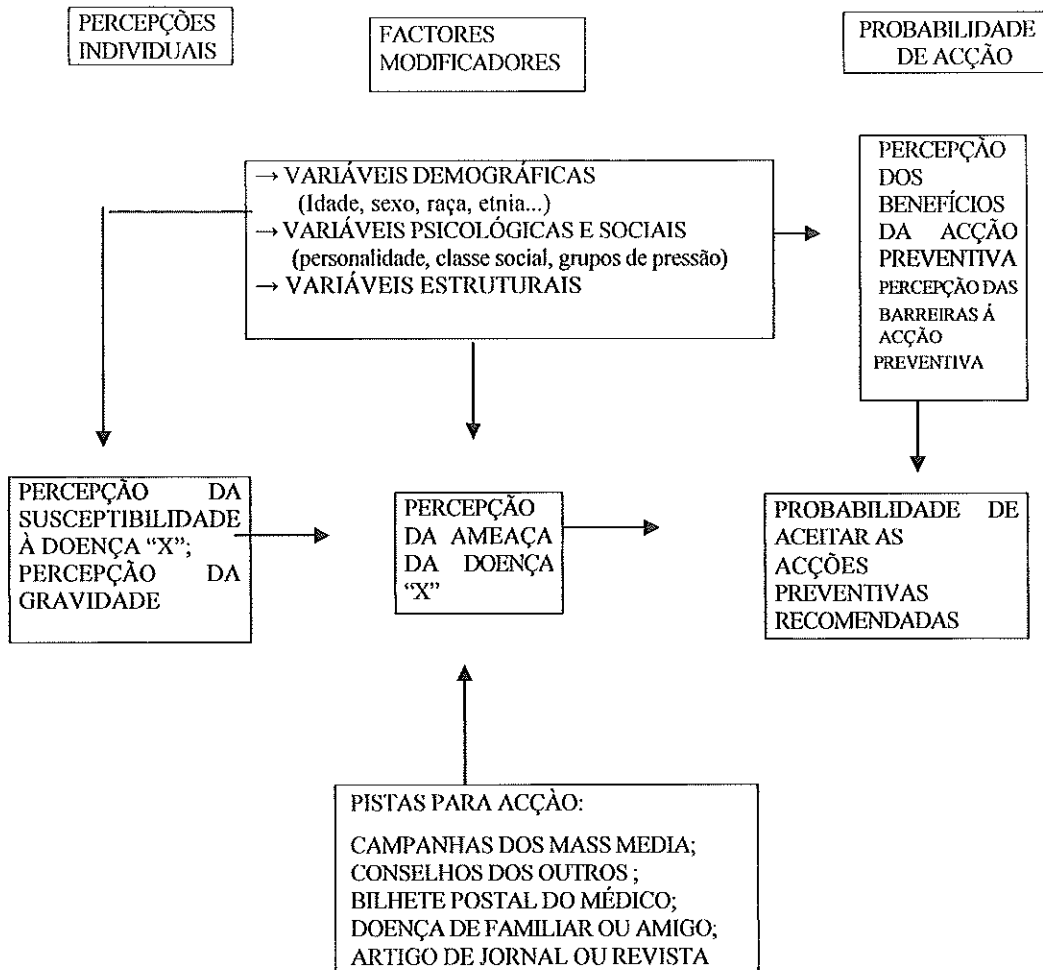 PERCEPÇÕES
INDIVIDUAIS
FACTORES
MODIFICADORES
PROBABILIDADE
DE ACÇÃO
→ VARIÁVEIS DEMOGRÁFICAS
(Idade, sexo, raça, etnia...)
→ VARIÁVEIS PSICOLÓGICAS E SOCIAIS
(personalidade, classe social, grupos de pressão)
→ VARIÁVEIS ESTRUTURAIS
PERCEPÇÃO
DOS
BENEFÍCIOS
DA ACÇÃO
PREVENTIVA
PERCEPÇÃO DAS
BARREIRAS Á
ACÇÃO
PREVENTIVA
PERCEPÇÃO DA
SUSCEPTIBILIDADE
À DOENÇA “X”;
PERCEPÇÃO DA
GRAVIDADE
PERCEPÇÃO
DA AMEAÇA
DA DOENÇA
“X”
PROBABILIDADE DE
ACEITAR AS
ACÇÕES
PREVENTIVAS
RECOMENDADAS
PISTAS PARA ACÇÀO:
CAMPANHAS DOS MASS MEDIA;
CONSELHOS DOS OUTROS ;
BILHETE POSTAL DO MÉDICO;
DOENÇA DE FAMILIAR OU AMIGO;
ARTIGO DE JORNAL OU REVISTA